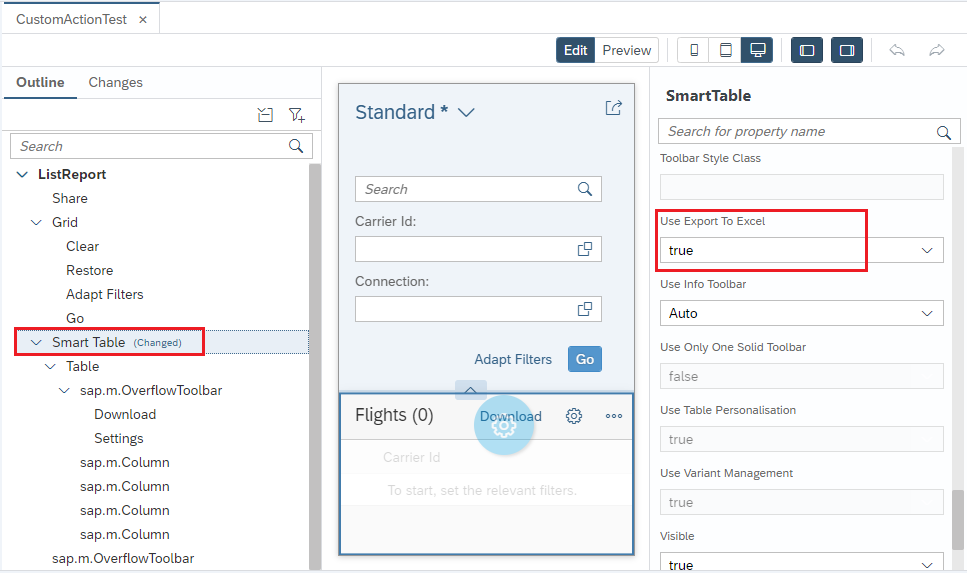 CustomActionTest ×
Edit Preview
Outline Changes
Search
ListReport
Share
Grid
Clear
Restore
Adapt Filters
Go
Smart Table (Changed)
Table
sap.m.OverflowToolbar
Download
Settings
sap.m.Column
sap.m.Column
sap.m.Column
sap.m.Column
sap.m.OverflowToolbar
Standard *
Search
Carrier Id:
Connection:
Adapt Filters Go
Flights (0) Download
Carrier Id
To start, set the relevant filters.
SmartTable
Search for property name
Toolbar Style Class
Use Export To Excel
true
Use Info Toolbar
Auto
Use Only One Solid Toolbar
false
Use Table Personalisation
true
Use Variant Management
true
Visible
true